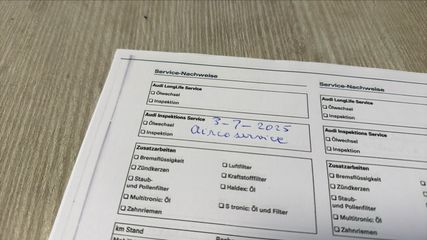 Service-Nachweise
Audi LongLife Service
Ölwechsel
Inspektion
Audi Inspektions Service 3-7-2025
Ölwechsel
Inspektion aircoservice
Zusatzarbeiten
Bremsflüssigkeit
Luftfilter
Zündkerzen
Kraftstofffilter
Staub-
und Pollenfilter
Haldex: Öl
Multitronic: Öl
S tronic: Öl und Filter
Zahnriemen
km Stand
Service-Nachweise
Audi LongLife Service
Ölwechsel
Inspektion
Audi Inspektions Service
Ölwechsel
Inspektion
Zusatzarbeiten
Bremsflüssigkeit
Zündkerzen
Staub-
und Pollenfilter
Multitronic: Öl
Zahnriemen